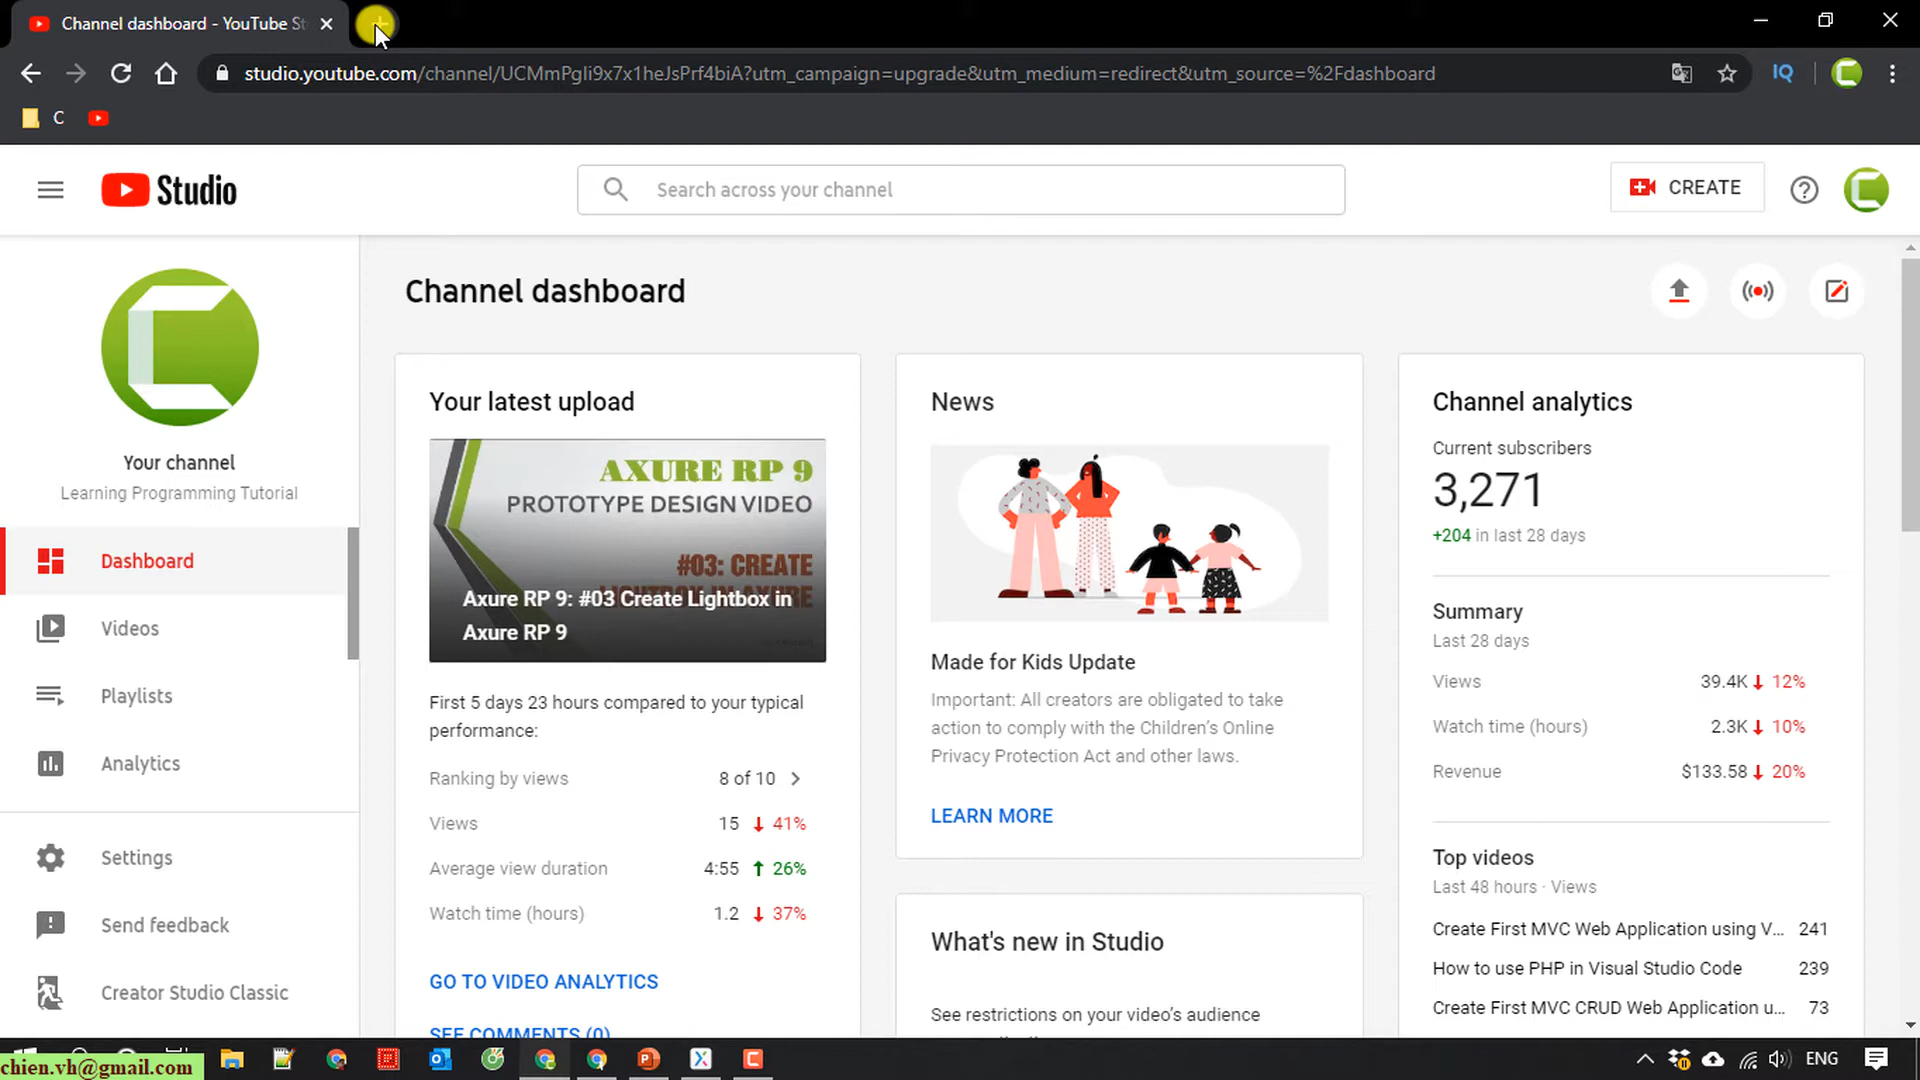 Channel dashboard - YouTube St
studio.youtube.com/channel/UCMmPgIi9x7x1heJsPrf4biA?utm_campaign=upgrade&utm_medium=redirect&utm_source=%2Fdashboard
IQ
C
Studio
Search across your channel
CREATE
Your channel
Learning Programming Tutorial
Dashboard
Videos
Playlists
Analytics
Settings
Send feedback
Creator Studio Classic
Channel dashboard
Your latest upload
AXURE RP 9
PROTOTYPE DESIGN VIDEO
#03: CREATE
LIGHTBOX IN AXURE
Axure RP 9: #03 Create Lightbox in
Axure RP 9
First 5 days 23 hours compared to your typical
performance:
Ranking by views 8 of 10
Views 15 41%
Average view duration 4:55 26%
Watch time (hours) 1.2 37%
GO TO VIDEO ANALYTICS
SEE COMMENTS (0)
News
Made for Kids Update
Important: All creators are obligated to take
action to comply with the Children's Online
Privacy Protection Act and other laws.
LEARN MORE
What's new in Studio
See restrictions on your video's audience
Channel analytics
Current subscribers
3,271
+204 in last 28 days
Summary
Last 28 days
Views 39.4K 12%
Watch time (hours) 2.3K 10%
Revenue $133.58 20%
Top videos
Last 48 hours · Views
Create First MVC Web Application using V... 241
How to use PHP in Visual Studio Code 239
Create First MVC CRUD Web Application u... 73
chien.vh@gmail.com
ENG